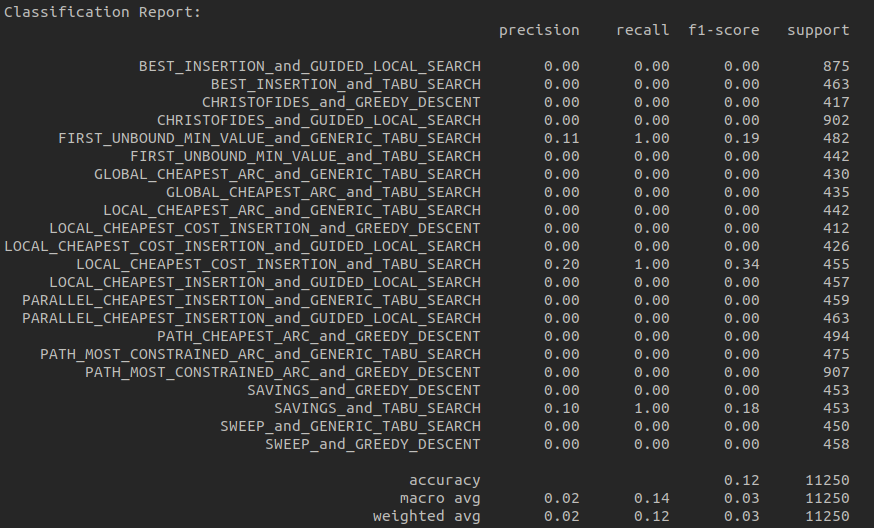 Classification Report:
precision recall f1-score support
BEST_INSERTION_and_GUIDED_LOCAL_SEARCH 0.00 0.00 0.00 875
BEST_INSERTION_and_TABU_SEARCH 0.00 0.00 0.00 463
CHRISTOFIDES_and_GREEDY_DESCENT 0.00 0.00 0.00 417
CHRISTOFIDES_and_GUIDED_LOCAL_SEARCH 0.00 0.00 0.00 902
FIRST_UNBOUND_MIN_VALUE_and_GENERIC_TABU_SEARCH 0.11 1.00 0.19 482
FIRST_UNBOUND_MIN_VALUE_and_TABU_SEARCH 0.00 0.00 0.00 442
GLOBAL_CHEAPEST_ARC_and_GENERIC_TABU_SEARCH 0.00 0.00 0.00 430
GLOBAL_CHEAPEST_ARC_and_TABU_SEARCH 0.00 0.00 0.00 435
LOCAL_CHEAPEST_ARC_and_GENERIC_TABU_SEARCH 0.00 0.00 0.00 442
LOCAL_CHEAPEST_COST_INSERTION_and_GREEDY_DESCENT 0.00 0.00 0.00 412
LOCAL_CHEAPEST_COST_INSERTION_and_GUIDED_LOCAL_SEARCH 0.00 0.00 0.00 426
LOCAL_CHEAPEST_COST_INSERTION_and_TABU_SEARCH 0.20 1.00 0.34 455
LOCAL_CHEAPEST_INSERTION_and_GUIDED_LOCAL_SEARCH 0.00 0.00 0.00 457
PARALLEL_CHEAPEST_INSERTION_and_GENERIC_TABU_SEARCH 0.00 0.00 0.00 459
PARALLEL_CHEAPEST_INSERTION_and_GUIDED_LOCAL_SEARCH 0.00 0.00 0.00 463
PATH_CHEAPEST_ARC_and_GREEDY_DESCENT 0.00 0.00 0.00 494
PATH_MOST_CONSTRAINED_ARC_and_GENERIC_TABU_SEARCH 0.00 0.00 0.00 475
PATH_MOST_CONSTRAINED_ARC_and_GREEDY_DESCENT 0.00 0.00 0.00 907
SAVINGS_and_GREEDY_DESCENT 0.00 0.00 0.00 453
SAVINGS_and_TABU_SEARCH 0.10 1.00 0.18 453
SWEEP_and_GENERIC_TABU_SEARCH 0.00 0.00 0.00 450
SWEEP_and_GREEDY_DESCENT 0.00 0.00 0.00 458
accuracy 0.12 11250
macro avg 0.02 0.14 0.03 11250
weighted avg 0.02 0.12 0.03 11250